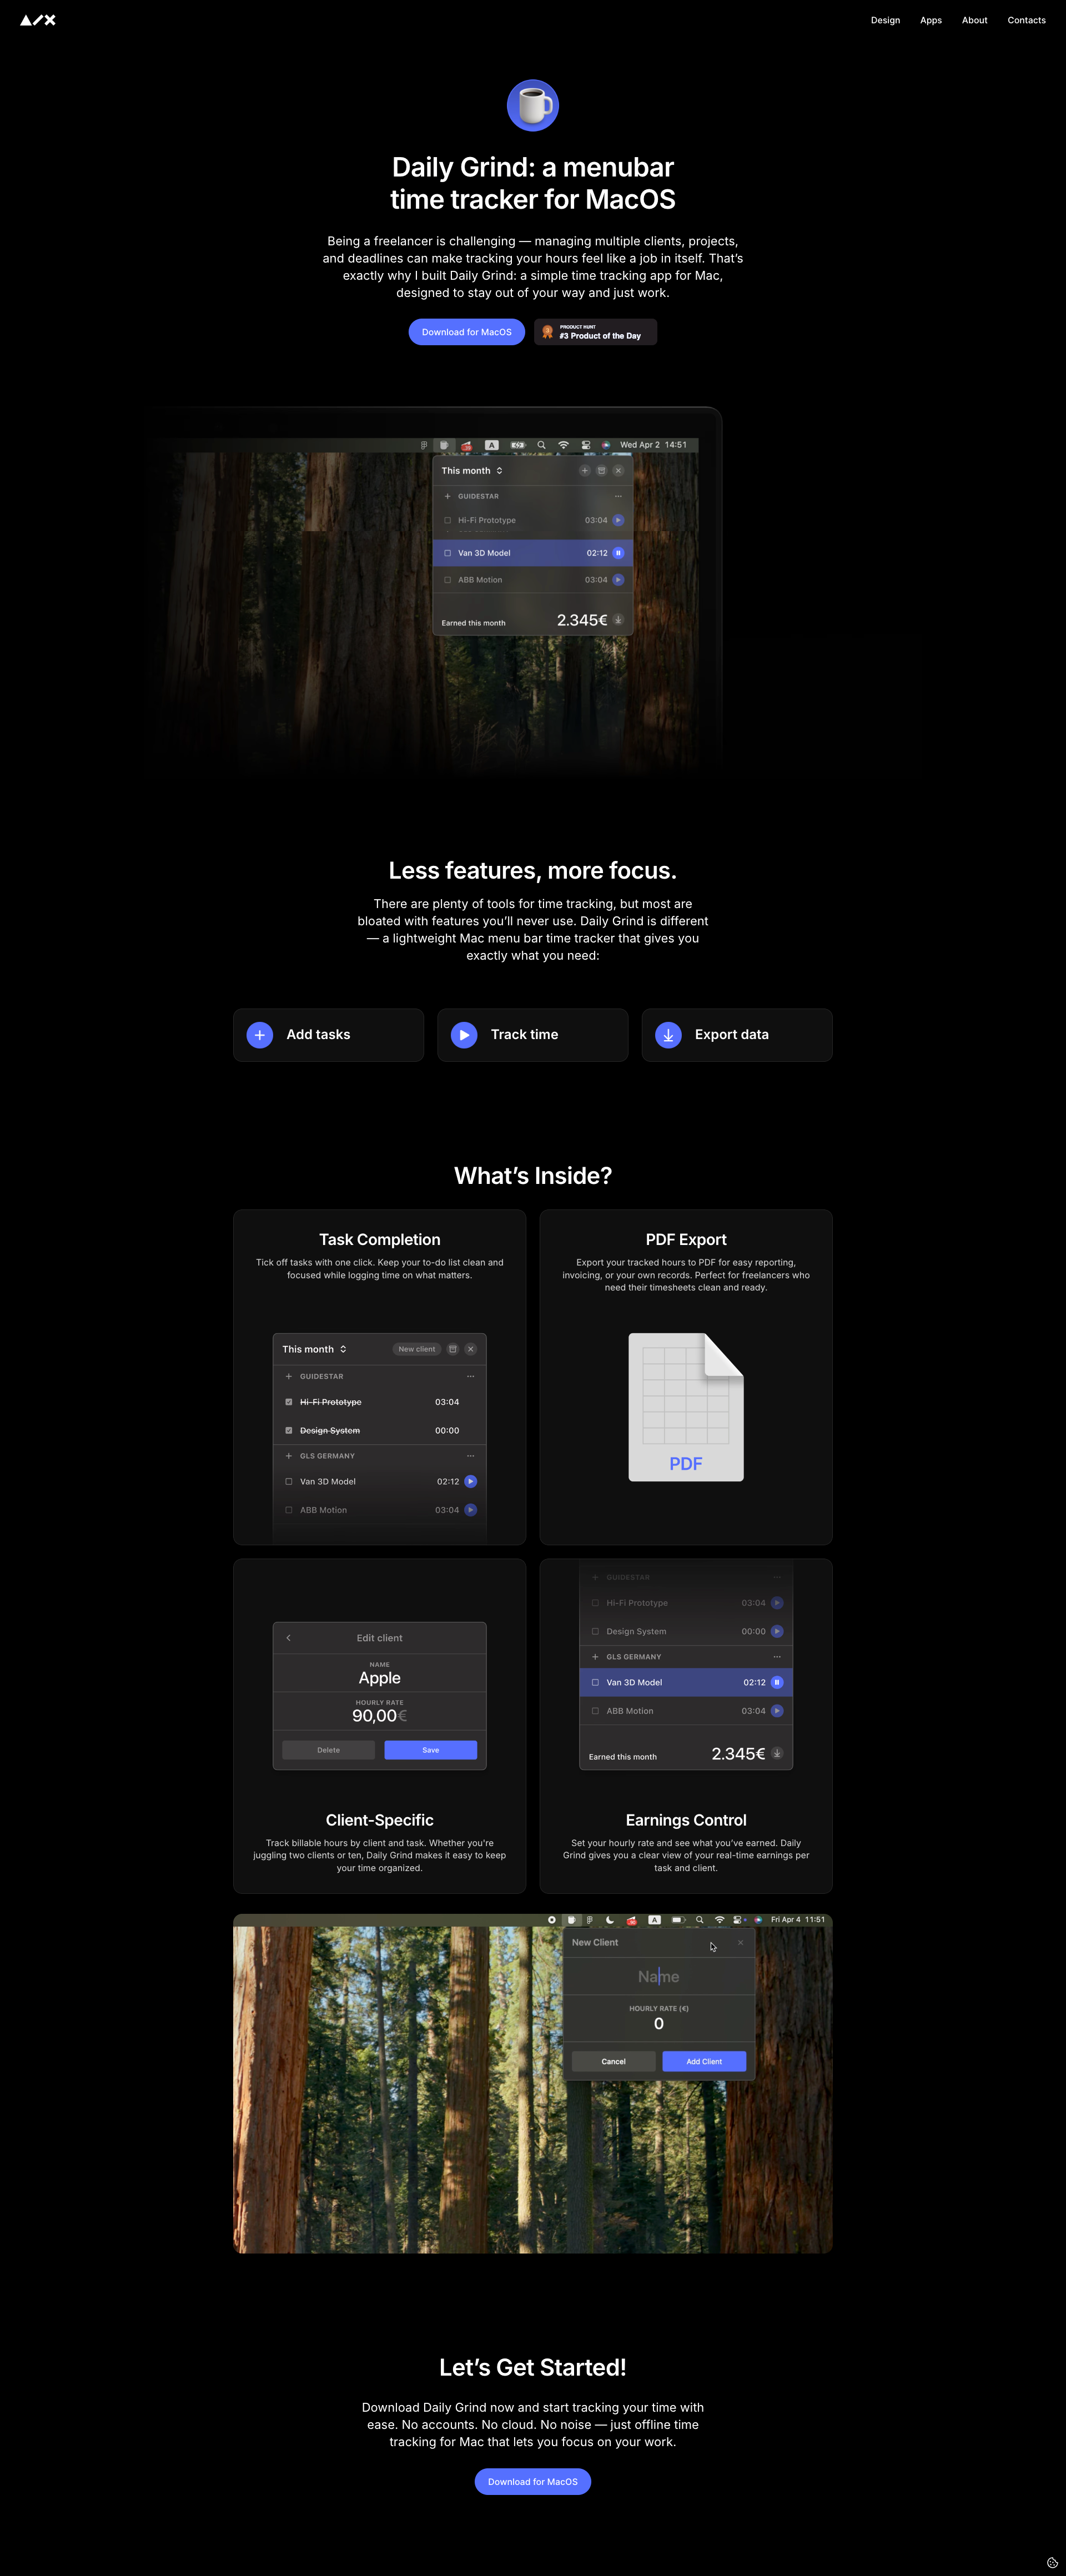 Design Apps About Contacts
Daily Grind: a menubar
time tracker for MacOS
Being a freelancer is challenging — managing multiple clients, projects,
and deadlines can make tracking your hours feel like a job in itself. That’s
exactly why I built Daily Grind: a simple time tracking app for Mac,
designed to stay out of your way and just work.
Download for MacOS
3
PRODUCT HUNT
#3 Product of the Day
A
Wed Apr 2 14:51
This month
GUIDESTAR
Hi-Fi Prototype 03:04
Van 3D Model 02:12
ABB Motion 03:04
Earned this month 2.345€
Less features, more focus.
There are plenty of tools for time tracking, but most are
bloated with features you’ll never use. Daily Grind is different
— a lightweight Mac menu bar time tracker that gives you
exactly what you need:
Add tasks
Track time
Export data
What’s Inside?
Task Completion
Tick off tasks with one click. Keep your to-do list clean and
focused while logging time on what matters.
This month New client
GUIDESTAR
Hi-Fi Prototype 03:04
Design System 00:00
GLS GERMANY
Van 3D Model 02:12
ABB Motion 03:04
PDF Export
Export your tracked hours to PDF for easy reporting,
invoicing, or your own records. Perfect for freelancers who
need their timesheets clean and ready.
PDF
Edit client
NAME
Apple
HOURLY RATE
90,00€
Delete Save
Client-Specific
Track billable hours by client and task. Whether you're
juggling two clients or ten, Daily Grind makes it easy to keep
your time organized.
GUIDESTAR
Hi-Fi Prototype 03:04
Design System 00:00
GLS GERMANY
Van 3D Model 02:12
ABB Motion 03:04
Earned this month 2.345€
Earnings Control
Set your hourly rate and see what you’ve earned. Daily
Grind gives you a clear view of your real-time earnings per
task and client.
A
Fri Apr 4 11:51
New Client
Name
HOURLY RATE (€)
0
Cancel Add Client
Let’s Get Started!
Download Daily Grind now and start tracking your time with
ease. No accounts. No cloud. No noise — just offline time
tracking for Mac that lets you focus on your work.
Download for MacOS